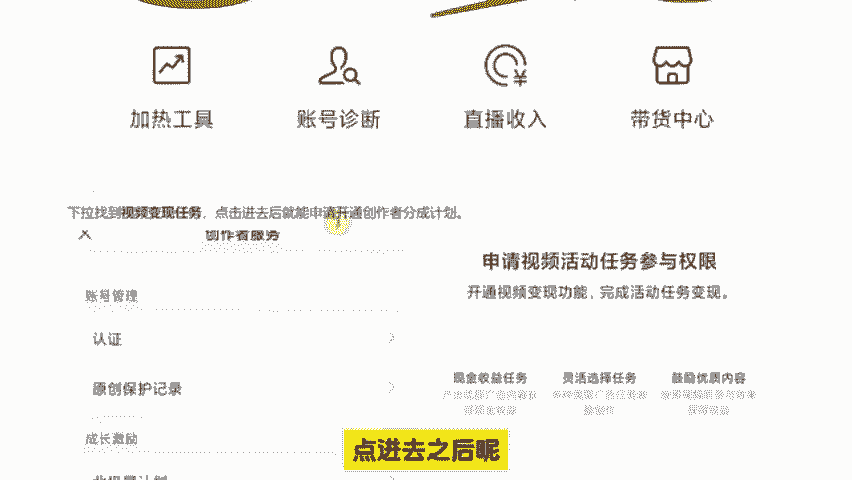 加热工具 账号诊断 直播收入 带货中心
下拉找到视频变现任务，点击进去后就能申请开通创作者分成计划。
创作者服务
申请视频活动任务参与权限
开通视频变现功能，完成活动任务变现。
账号管理
认证
原创保护记录
现金收益任务 灵活选择任务 鼓励优质内容
成长激励
点进去之后呢